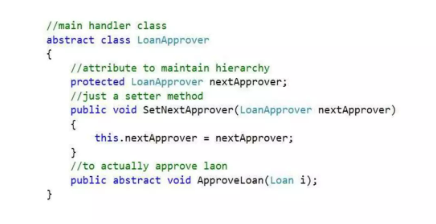 //main handler class
abstract class LoanApprover
{
//attribute to maintain hierarchy
protected LoanApprover nextApprover;
//just a setter method
public void SetNextApprover(LoanApprover nextApprover)
{
this.nextApprover = nextApprover;
}
//to actually approve laon
public abstract void ApproveLoan(Loan i);
}